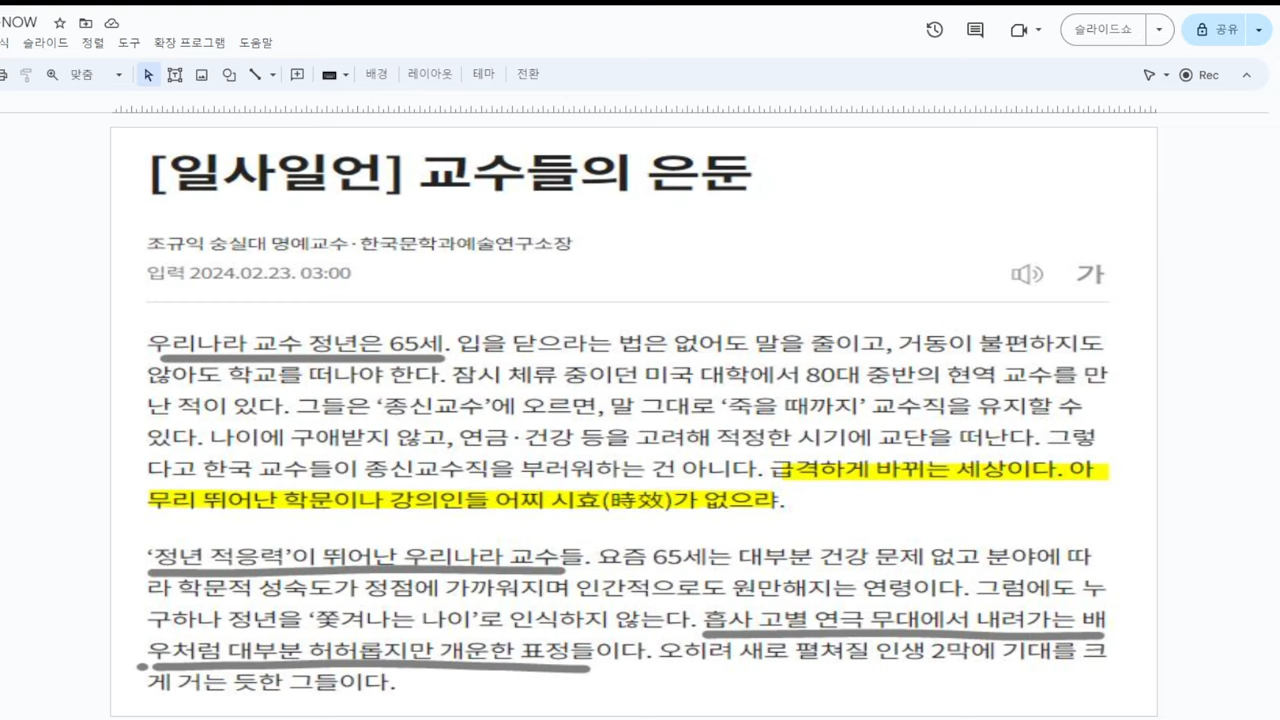 -NOW
식 슬라이드 정렬 도구 확장 프로그램 도움말
슬라이드쇼
공유
맞춤
배경 레이아웃 테마 전환
Rec
[일사일언] 교수들의 은둔
조규익 숭실대 명예교수·한국문학과예술연구소장
입력 2024.02.23. 03:00
가
우리나라 교수 정년은 65세. 입을 닫으라는 법은 없어도 말을 줄이고, 거동이 불편하지도
않아도 학교를 떠나야 한다. 잠시 체류 중이던 미국 대학에서 80대 중반의 현역 교수를 만
난 적이 있다. 그들은 ‘종신교수’에 오르면, 말 그대로 ‘죽을 때까지’ 교수직을 유지할 수
있다. 나이에 구애받지 않고, 연금·건강 등을 고려해 적정한 시기에 교단을 떠난다. 그렇
다고 한국 교수들이 종신교수직을 부러워하는 건 아니다. 급격하게 바뀌는 세상이다. 아
무리 뛰어난 학문이나 강의인들 어찌 시효(時效)가 없으랴.
‘정년 적응력’이 뛰어난 우리나라 교수들. 요즘 65세는 대부분 건강 문제 없고 분야에 따
라 학문적 성숙도가 정점에 가까워지며 인간적으로도 원만해지는 연령이다. 그럼에도 누
구하나 정년을 ‘쫓겨나는 나이’로 인식하지 않는다. 흡사 고별 연극 무대에서 내려가는 배
우처럼 대부분 허허롭지만 개운한 표정들이다. 오히려 새로 펼쳐질 인생 2막에 기대를 크
게 거는 듯한 그들이다.